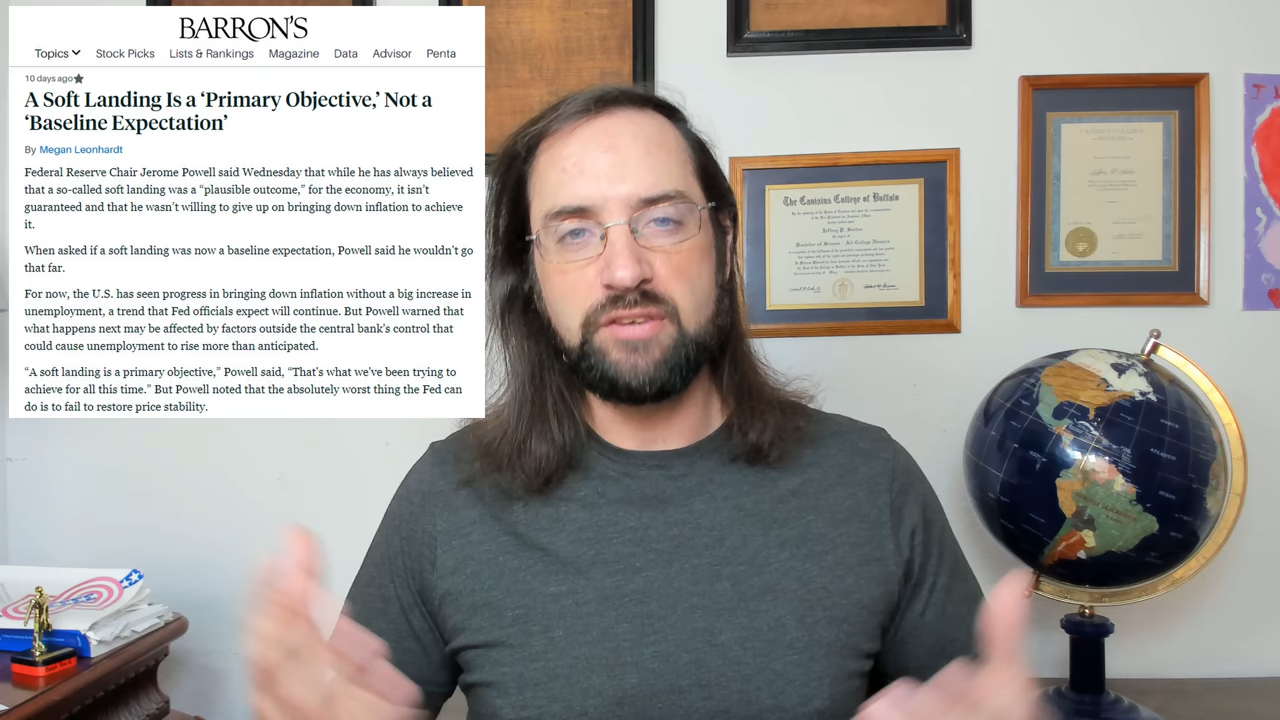 BARRON'S
Topics Stock Picks Lists & Rankings Magazine Data Advisor Penta
10 days ago
A Soft Landing Is a ‘Primary Objective,’ Not a
‘Baseline Expectation’
By Megan Leonhardt
Federal Reserve Chair Jerome Powell said Wednesday that while he has always believed
that a so-called soft landing was a “plausible outcome,” for the economy, it isn't
guaranteed and that he wasn't willing to give up on bringing down inflation to achieve
it.
When asked if a soft landing was now a baseline expectation, Powell said he wouldn't go
that far.
For now, the U.S. has seen progress in bringing down inflation without a big increase in
unemployment, a trend that Fed officials expect will continue. But Powell warned that
what happens next may be affected by factors outside the central bank's control that
could cause unemployment to rise more than anticipated.
“A soft landing is a primary objective,” Powell said, “That's what we've been trying to
achieve for all this time.” But Powell noted that the absolutely worst thing the Fed can
do is to fail to restore price stability.
The Canisius College of Buffalo
Bachelor of Science